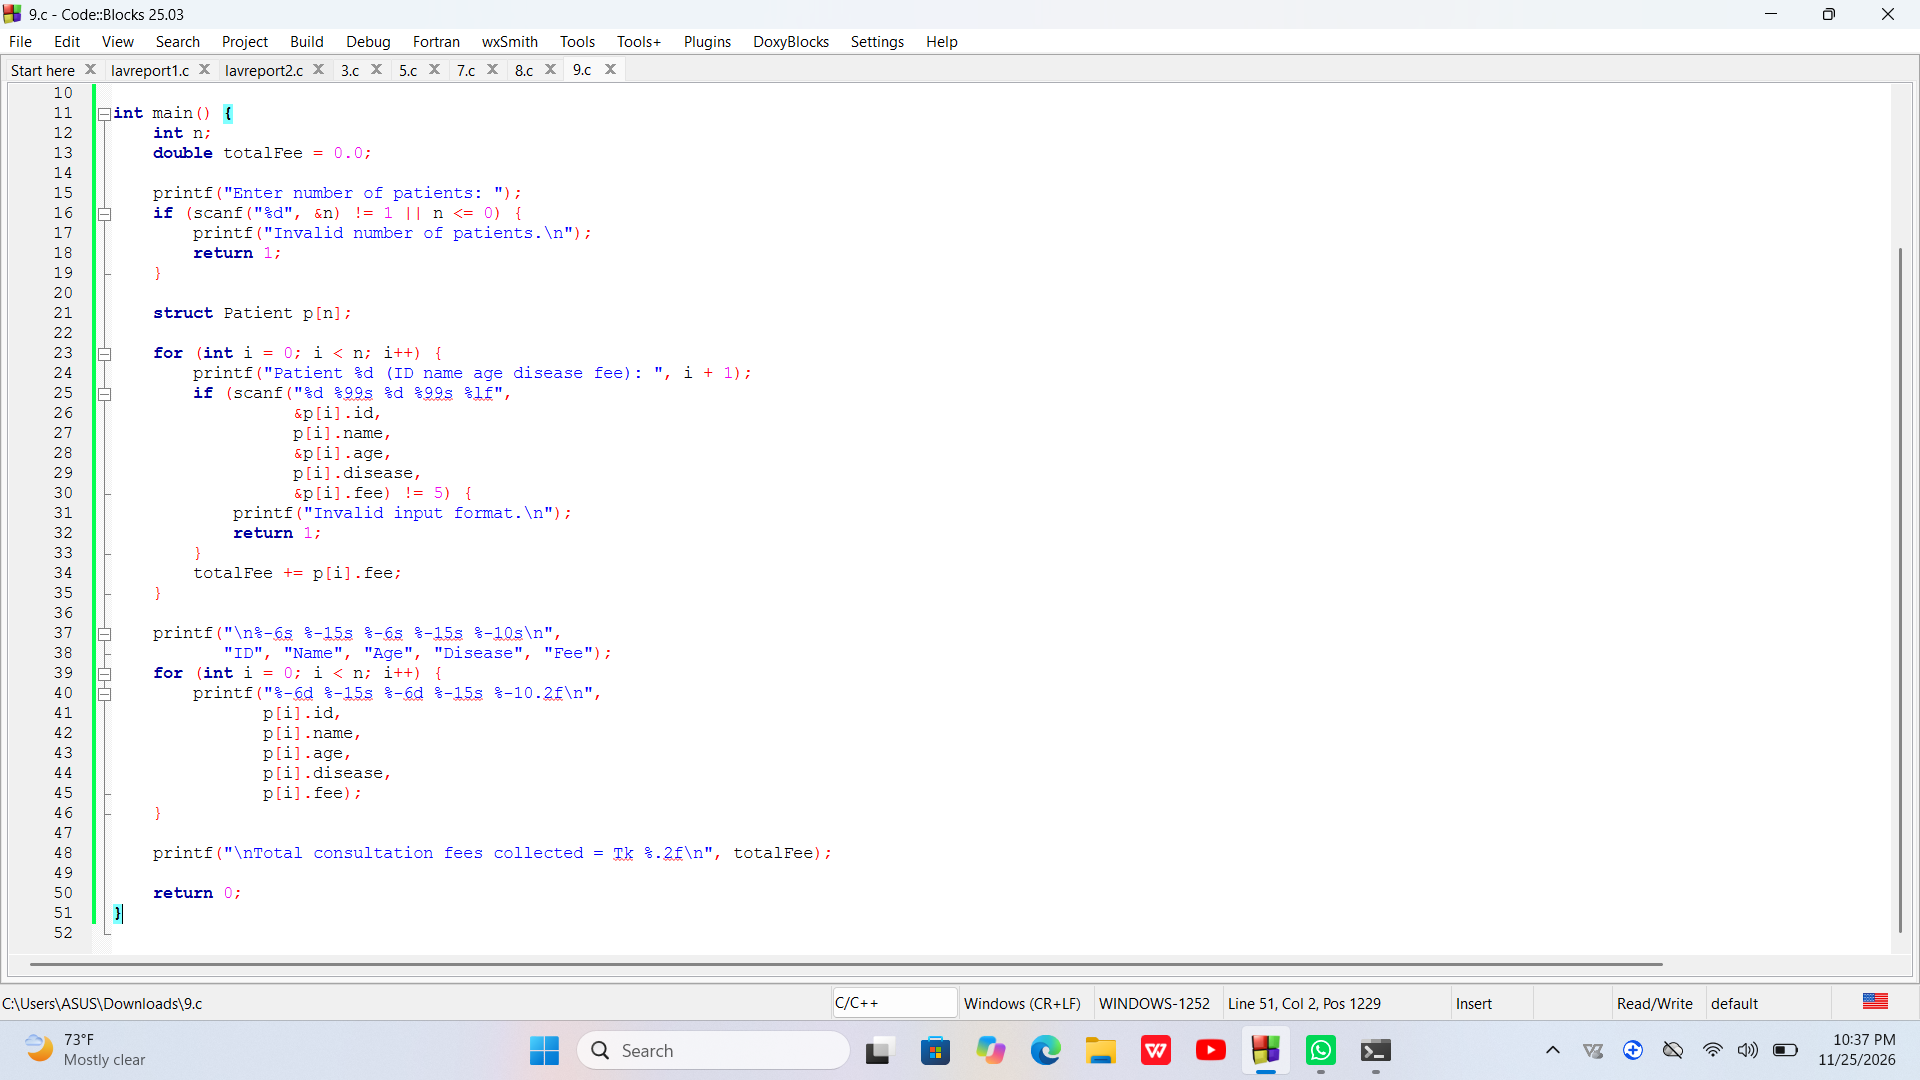 9.c - Code::Blocks 25.03
File Edit View Search Project Build Debug Fortran wxSmith Tools Tools+ Plugins DoxyBlocks Settings Help
Start here lavreport1.c lavreport2.c 3.c 5.c 7.c 8.c 9.c
10
11 int main() {
12     int n;
13     double totalFee = 0.0;
14
15     printf("Enter number of patients: ");
16     if (scanf("%d", &n) != 1 || n <= 0) {
17         printf("Invalid number of patients.\n");
18         return 1;
19     }
20
21     struct Patient p[n];
22
23     for (int i = 0; i < n; i++) {
24         printf("Patient %d (ID name age disease fee): ", i + 1);
25         if (scanf("%d %99s %d %99s %lf",
26                   &p[i].id,
27                   p[i].name,
28                   &p[i].age,
29                   p[i].disease,
30                   &p[i].fee) != 5) {
31             printf("Invalid input format.\n");
32             return 1;
33         }
34         totalFee += p[i].fee;
35     }
36
37     printf("\n%-6s %-15s %-6s %-15s %-10s\n",
38            "ID", "Name", "Age", "Disease", "Fee");
39     for (int i = 0; i < n; i++) {
40         printf("%-6d %-15s %-6d %-15s %-10.2f\n",
41                p[i].id,
42                p[i].name,
43                p[i].age,
44                p[i].disease,
45                p[i].fee);
46     }
47
48     printf("\nTotal consultation fees collected = Tk %.2f\n", totalFee);
49
50     return 0;
51 }
52
C:\Users\ASUS\Downloads\9.c C/C++ Windows (CR+LF) WINDOWS-1252 Line 51, Col 2, Pos 1229 Insert Read/Write default
73°F
Mostly clear
Search
10:37 PM
11/25/2026